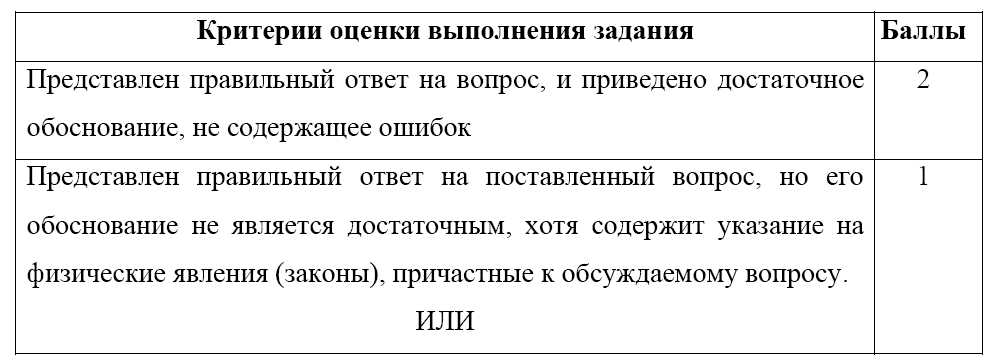 Критерии оценки выполнения задания Баллы
Представлен правильный ответ на вопрос, и приведено достаточное 2
обоснование, не содержащее ошибок
Представлен правильный ответ на поставленный вопрос, но его 1
обоснование не является достаточным, хотя содержит указание на
физические явления (законы), причастные к обсуждаемому вопросу.
ИЛИ